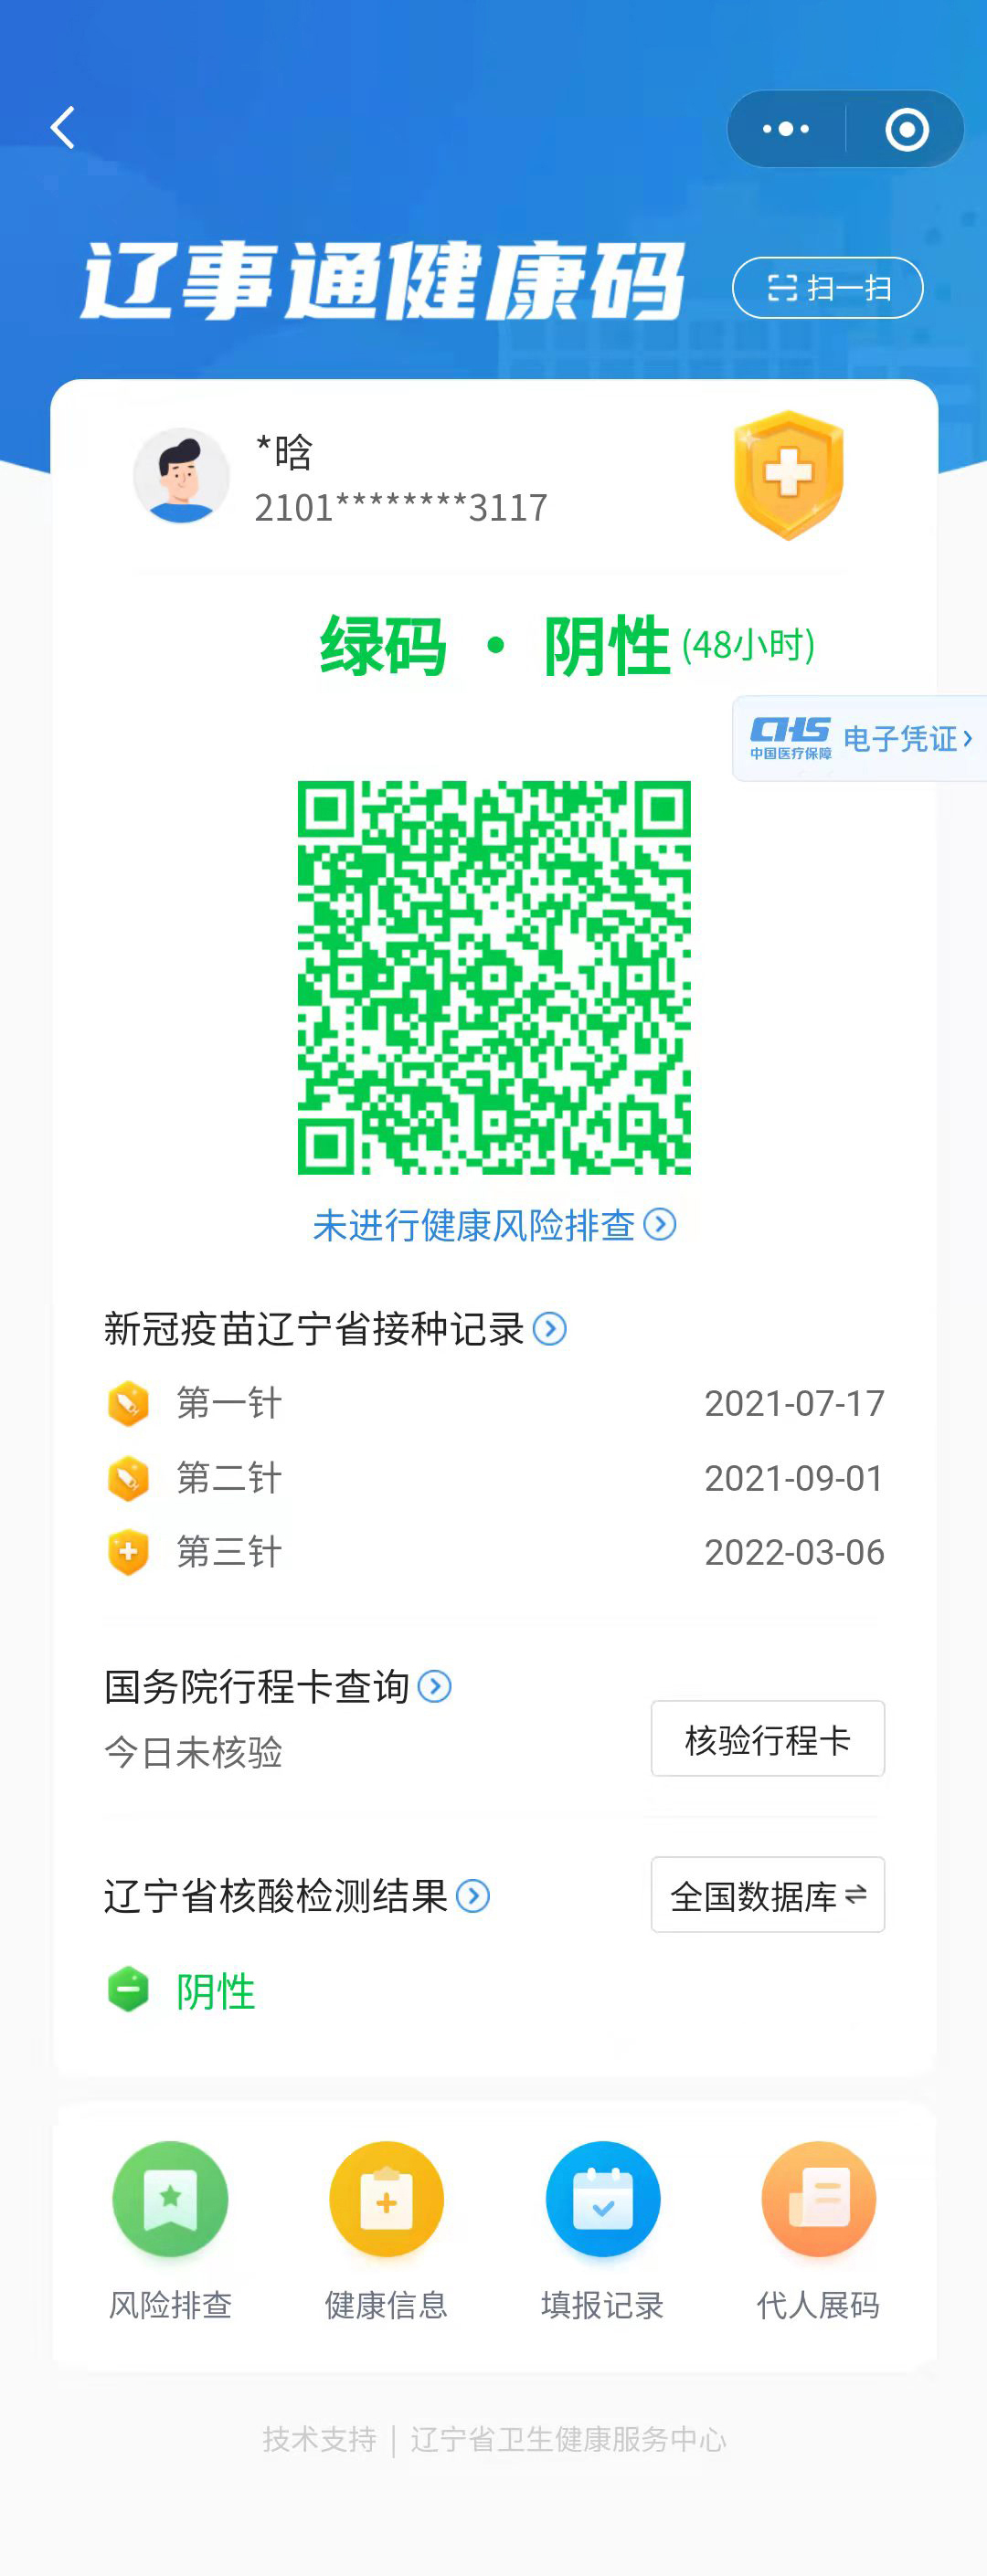 辽事通健康码
扫一扫
*晗
2101********3117
绿码 · 阴性 (48小时)
CHS
中国医疗保障
电子凭证
未进行健康风险排查
新冠疫苗辽宁省接种记录
第一针 2021-07-17
第二针 2021-09-01
第三针 2022-03-06
国务院行程卡查询
今日未核验
核验行程卡
辽宁省核酸检测结果
全国数据库
阴性
风险排查 健康信息 填报记录 代人展码
技术支持 | 辽宁省卫生健康服务中心